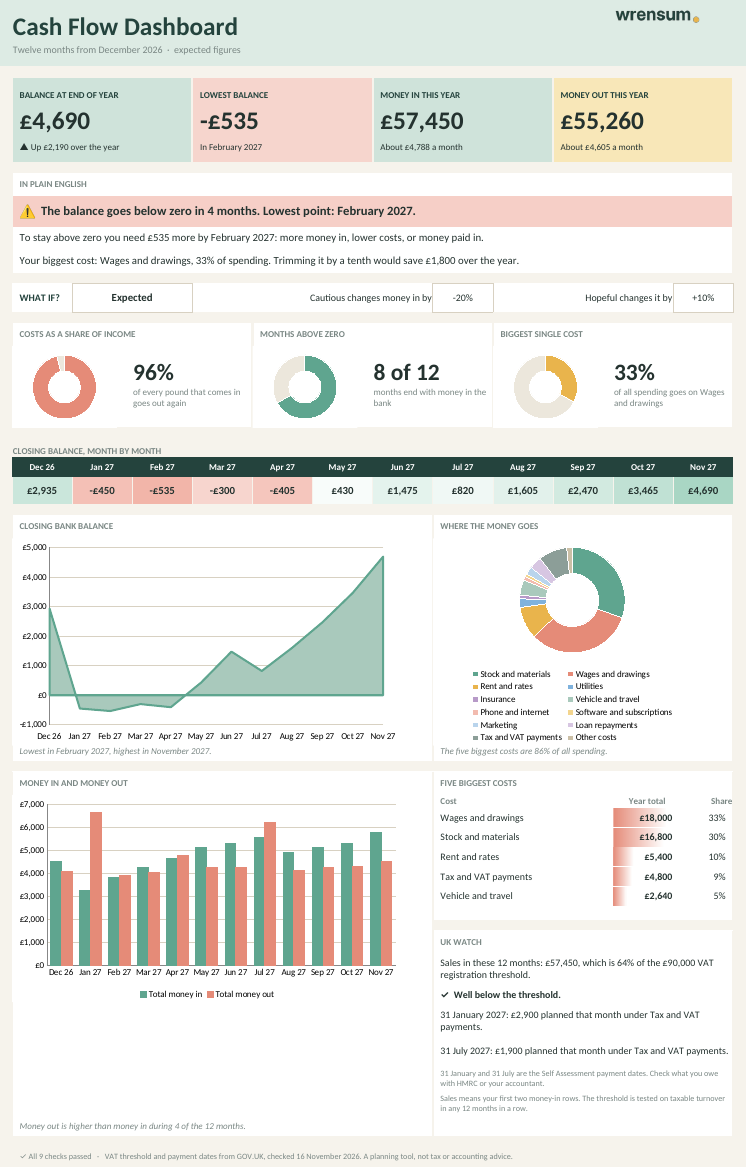 Cash Flow Dashboard
wrensum
Twelve months from December 2026 · expected figures
BALANCE AT END OF YEAR
£4,690
▲ Up £2,190 over the year
LOWEST BALANCE
-£535
In February 2027
MONEY IN THIS YEAR
£57,450
About £4,788 a month
MONEY OUT THIS YEAR
£55,260
About £4,605 a month
IN PLAIN ENGLISH
⚠ The balance goes below zero in 4 months. Lowest point: February 2027.
To stay above zero you need £535 more by February 2027: more money in, lower costs, or money paid in.
Your biggest cost: Wages and drawings, 33% of spending. Trimming it by a tenth would save £1,800 over the year.
WHAT IF? Expected Cautious changes money in by -20% Hopeful changes it by +10%
COSTS AS A SHARE OF INCOME
96%
of every pound that comes in
goes out again
MONTHS ABOVE ZERO
8 of 12
months end with money in the
bank
BIGGEST SINGLE COST
33%
of all spending goes on Wages
and drawings
CLOSING BALANCE, MONTH BY MONTH
Dec 26 Jan 27 Feb 27 Mar 27 Apr 27 May 27 Jun 27 Jul 27 Aug 27 Sep 27 Oct 27 Nov 27
£2,935 -£450 -£535 -£300 -£405 £430 £1,475 £820 £1,605 £2,470 £3,465 £4,690
CLOSING BANK BALANCE
£5,000
£4,000
£3,000
£2,000
£1,000
£0
-£1,000
Dec 26 Jan 27 Feb 27 Mar 27 Apr 27 May 27 Jun 27 Jul 27 Aug 27 Sep 27 Oct 27 Nov 27
Lowest in February 2027, highest in November 2027.
WHERE THE MONEY GOES
Stock and materials Wages and drawings
Rent and rates Utilities
Insurance Vehicle and travel
Phone and internet Software and subscriptions
Marketing Loan repayments
Tax and VAT payments Other costs
The five biggest costs are 86% of all spending.
MONEY IN AND MONEY OUT
£7,000
£6,000
£5,000
£4,000
£3,000
£2,000
£1,000
£0
Dec 26 Jan 27 Feb 27 Mar 27 Apr 27 May 27 Jun 27 Jul 27 Aug 27 Sep 27 Oct 27 Nov 27
Total money in Total money out
Money out is higher than money in during 4 of the 12 months.
FIVE BIGGEST COSTS
Cost Year total Share
Wages and drawings £18,000 33%
Stock and materials £16,800 30%
Rent and rates £5,400 10%
Tax and VAT payments £4,800 9%
Vehicle and travel £2,640 5%
UK WATCH
Sales in these 12 months: £57,450, which is 64% of the £90,000 VAT
registration threshold.
✓ Well below the threshold.
31 January 2027: £2,900 planned that month under Tax and VAT
payments.
31 July 2027: £1,900 planned that month under Tax and VAT payments.
31 January and 31 July are the Self Assessment payment dates. Check what you owe
with HMRC or your accountant.
Sales means your first two money-in rows. The threshold is tested on taxable turnover
in any 12 months in a row.
✓ All 9 checks passed · VAT threshold and payment dates from GOV.UK, checked 16 November 2026. A planning tool, not tax or accounting advice.